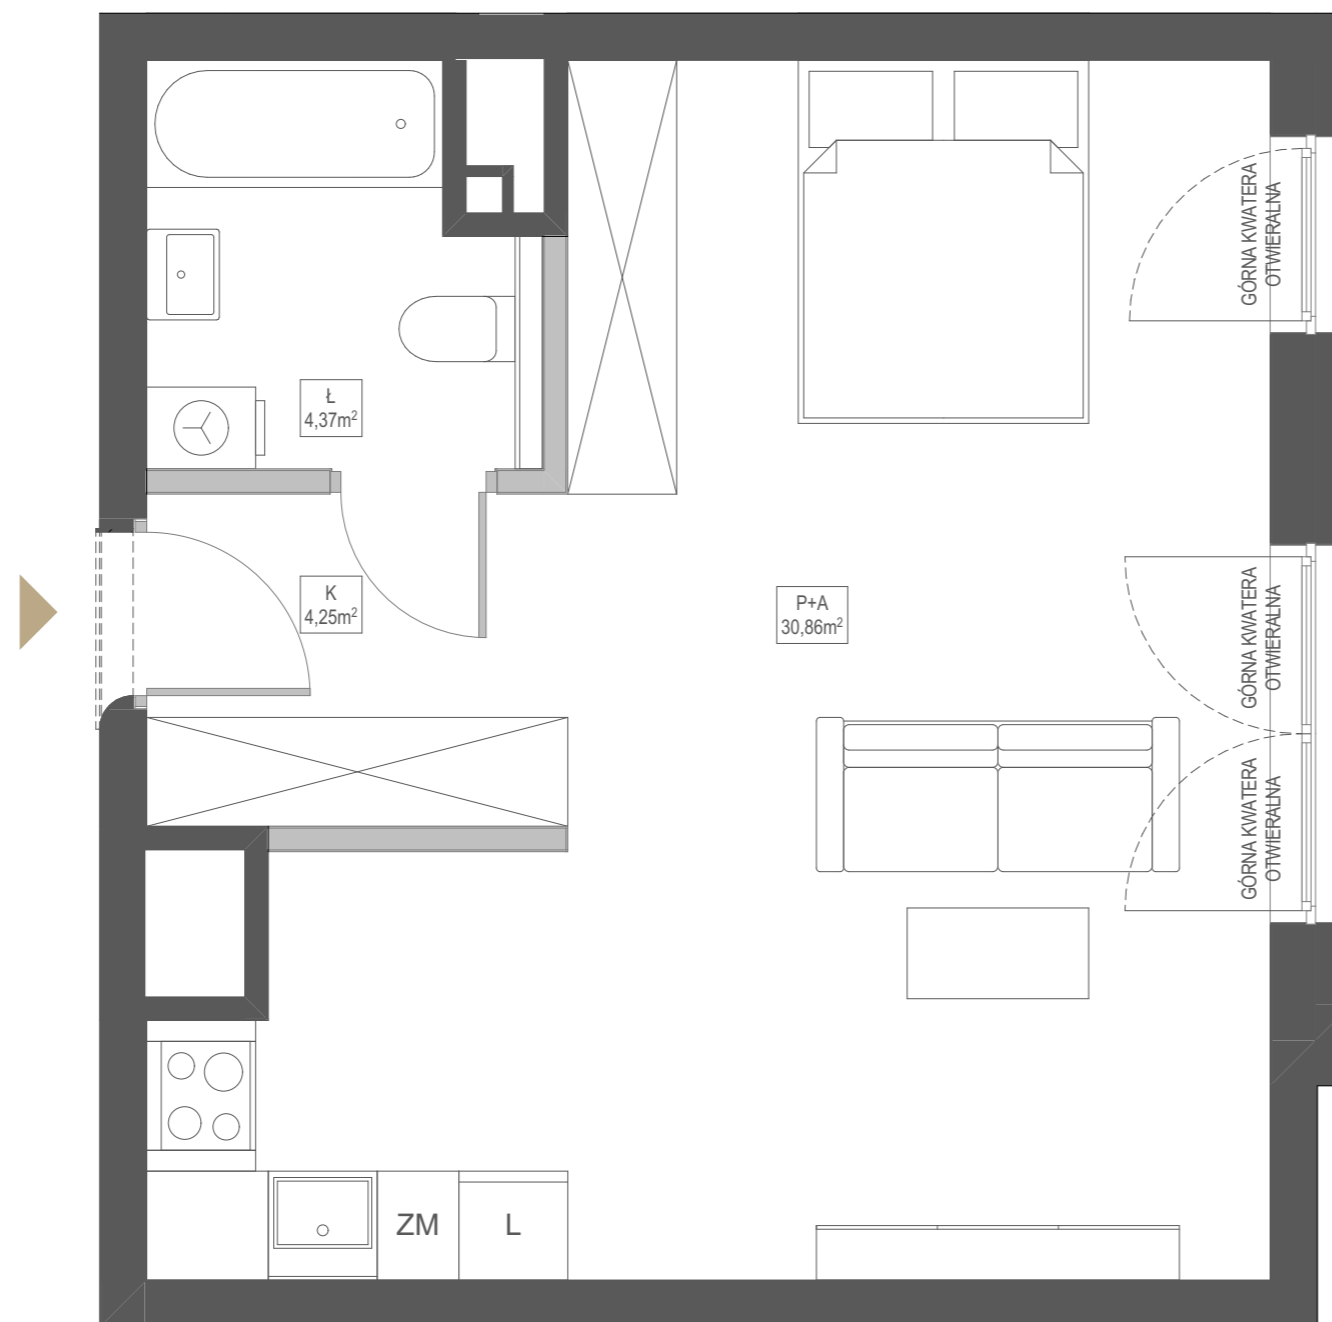 GÓRNA KWATERA
OTWIERALNA
Ł
4,37m²
K
4,25m²
P+A
30,86m²
GÓRNA KWATERA
OTWIERALNA
GÓRNA KWATERA
OTWIERALNA
ZM
L